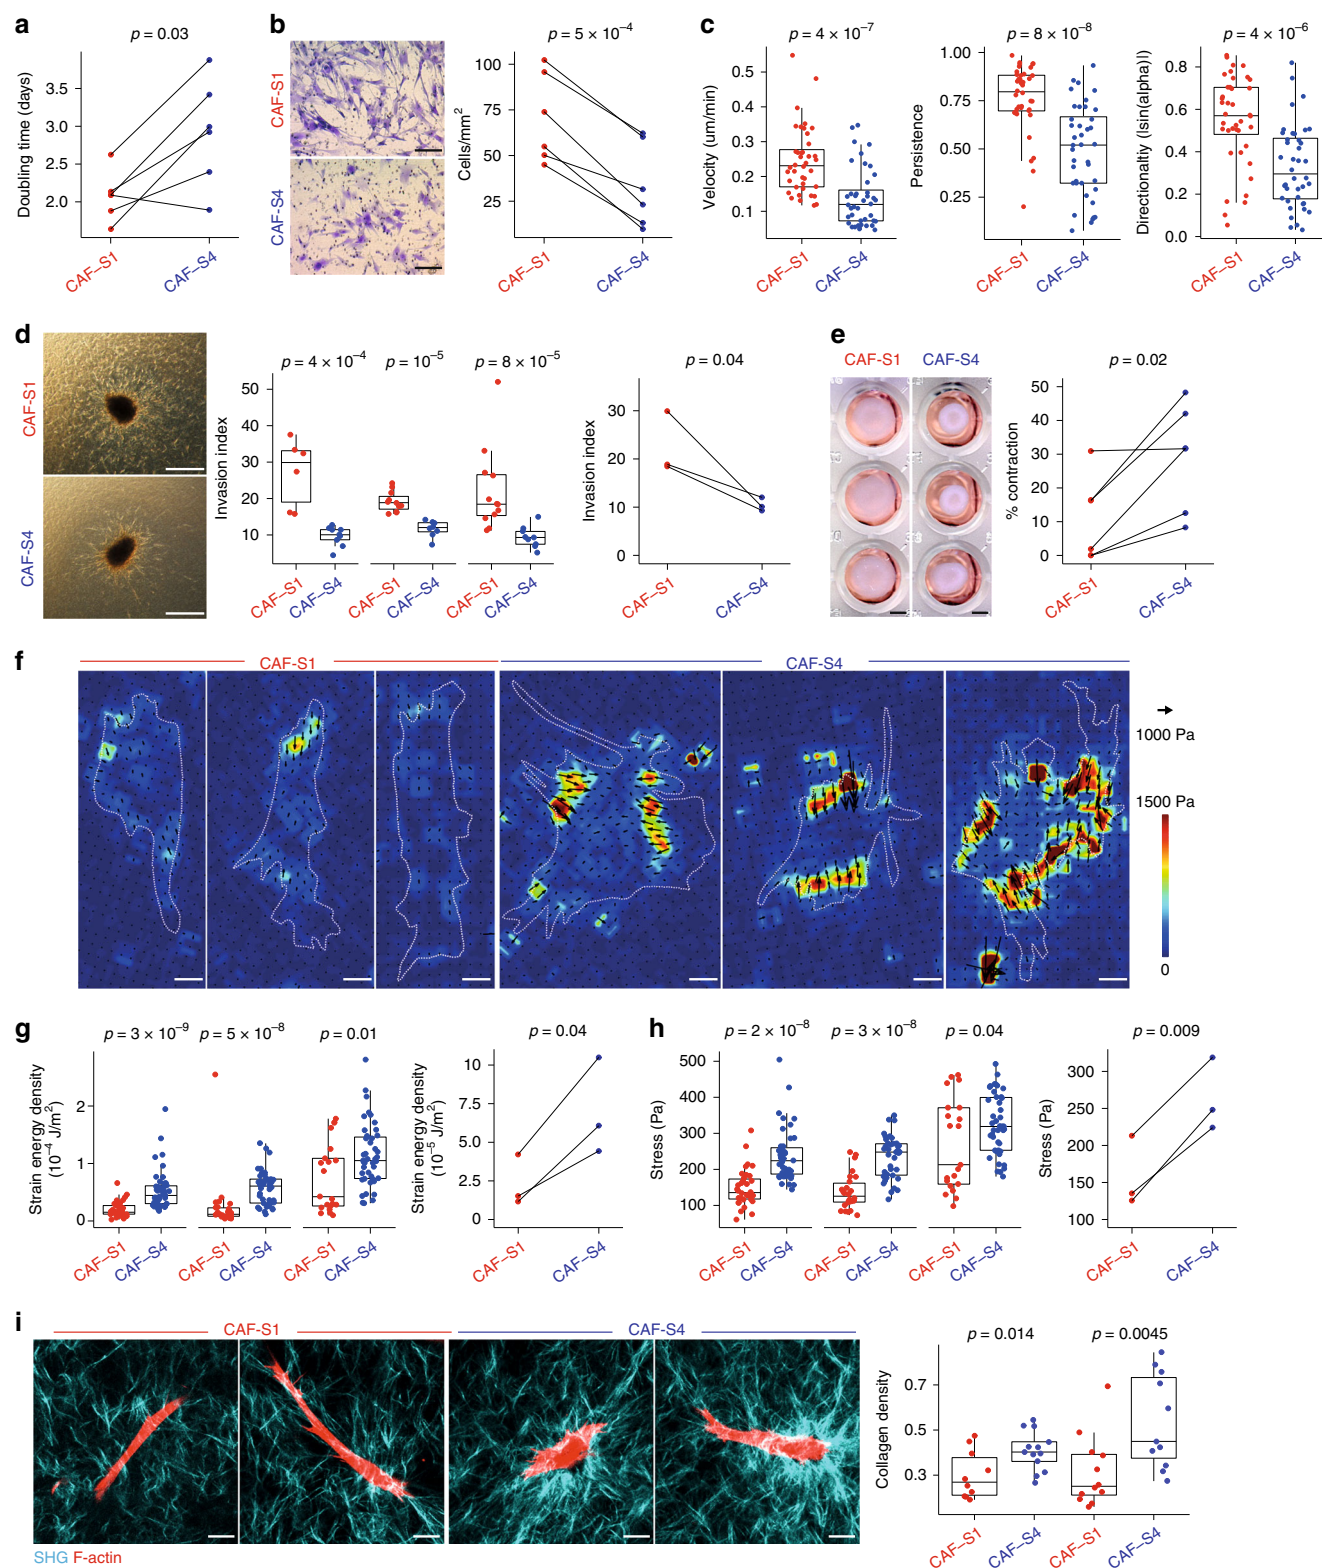 a
p = 0.03
Doubling time (days)
3.5
3.0
2.5
2.0
CAF–S1
CAF–S4
b
CAF-S1
CAF-S4
p = 5 × 10⁻⁴
Cells/mm²
100
75
50
25
CAF–S1
CAF–S4
c
p = 4 × 10⁻⁷
Velocity (um/min)
0.5
0.4
0.3
0.2
0.1
CAF–S1
CAF–S4
p = 8 × 10⁻⁸
Persistence
1.00
0.75
0.50
0.25
CAF–S1
CAF–S4
p = 4 × 10⁻⁶
Directionaltiy (|sin(alpha)|)
0.8
0.6
0.4
0.2
0.0
CAF–S1
CAF–S4
d
CAF-S1
CAF-S4
p = 4 × 10⁻⁴
p = 10⁻⁵
p = 8 × 10⁻⁵
Invasion index
50
40
30
20
10
CAF–S1
CAF–S4
CAF–S1
CAF–S4
CAF–S1
CAF–S4
p = 0.04
Invasion index
30
20
10
0
CAF–S1
CAF–S4
e
CAF-S1
CAF-S4
p = 0.02
% contraction
50
40
30
20
10
0
CAF–S1
CAF–S4
f
CAF-S1
CAF-S4
1000 Pa
1500 Pa
0
g
p = 3 × 10⁻⁹
p = 5 × 10⁻⁸
p = 0.01
Strain energy density
(10⁻⁴ J/m²)
2
1
0
CAF–S1
CAF–S4
CAF–S1
CAF–S4
CAF–S1
CAF–S4
p = 0.04
Strain energy density
(10⁻⁵ J/m²)
10
7.5
5.0
2.5
0
CAF–S1
CAF–S4
h
p = 2 × 10⁻⁸
p = 3 × 10⁻⁸
p = 0.04
Stress (Pa)
500
400
300
200
100
CAF–S1
CAF–S4
CAF–S1
CAF–S4
CAF–S1
CAF–S4
p = 0.009
Stress (Pa)
300
250
200
150
100
CAF–S1
CAF–S4
i
CAF-S1
CAF-S4
SHG F-actin
p = 0.014
p = 0.0045
Collagen density
0.7
0.5
0.3
CAF–S1
CAF–S4
CAF–S1
CAF–S4